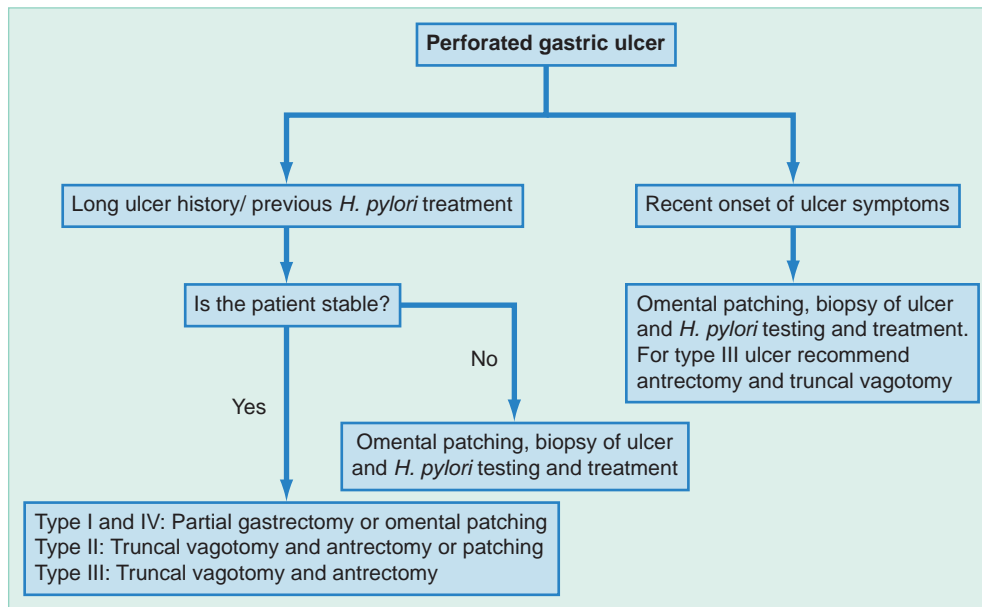 Perforated gastric ulcer
Long ulcer history/ previous H. pylori treatment
Recent onset of ulcer symptoms
Is the patient stable?
Omental patching, biopsy of ulcer
and H. pylori testing and treatment.
For type III ulcer recommend
antrectomy and truncal vagotomy
No
Yes
Omental patching, biopsy of ulcer
and H. pylori testing and treatment
Type I and IV: Partial gastrectomy or omental patching
Type II: Truncal vagotomy and antrectomy or patching
Type III: Truncal vagotomy and antrectomy